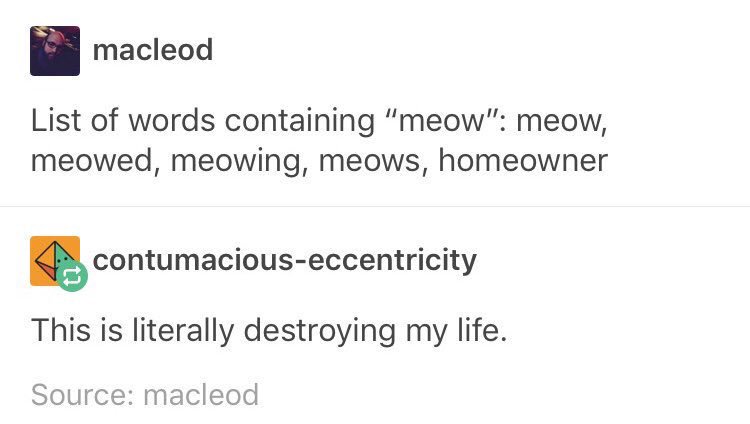 macleod
List of words containing “meow”: meow,
meowed, meowing, meows, homeowner
contumacious-eccentricity
This is literally destroying my life.
Source: macleod